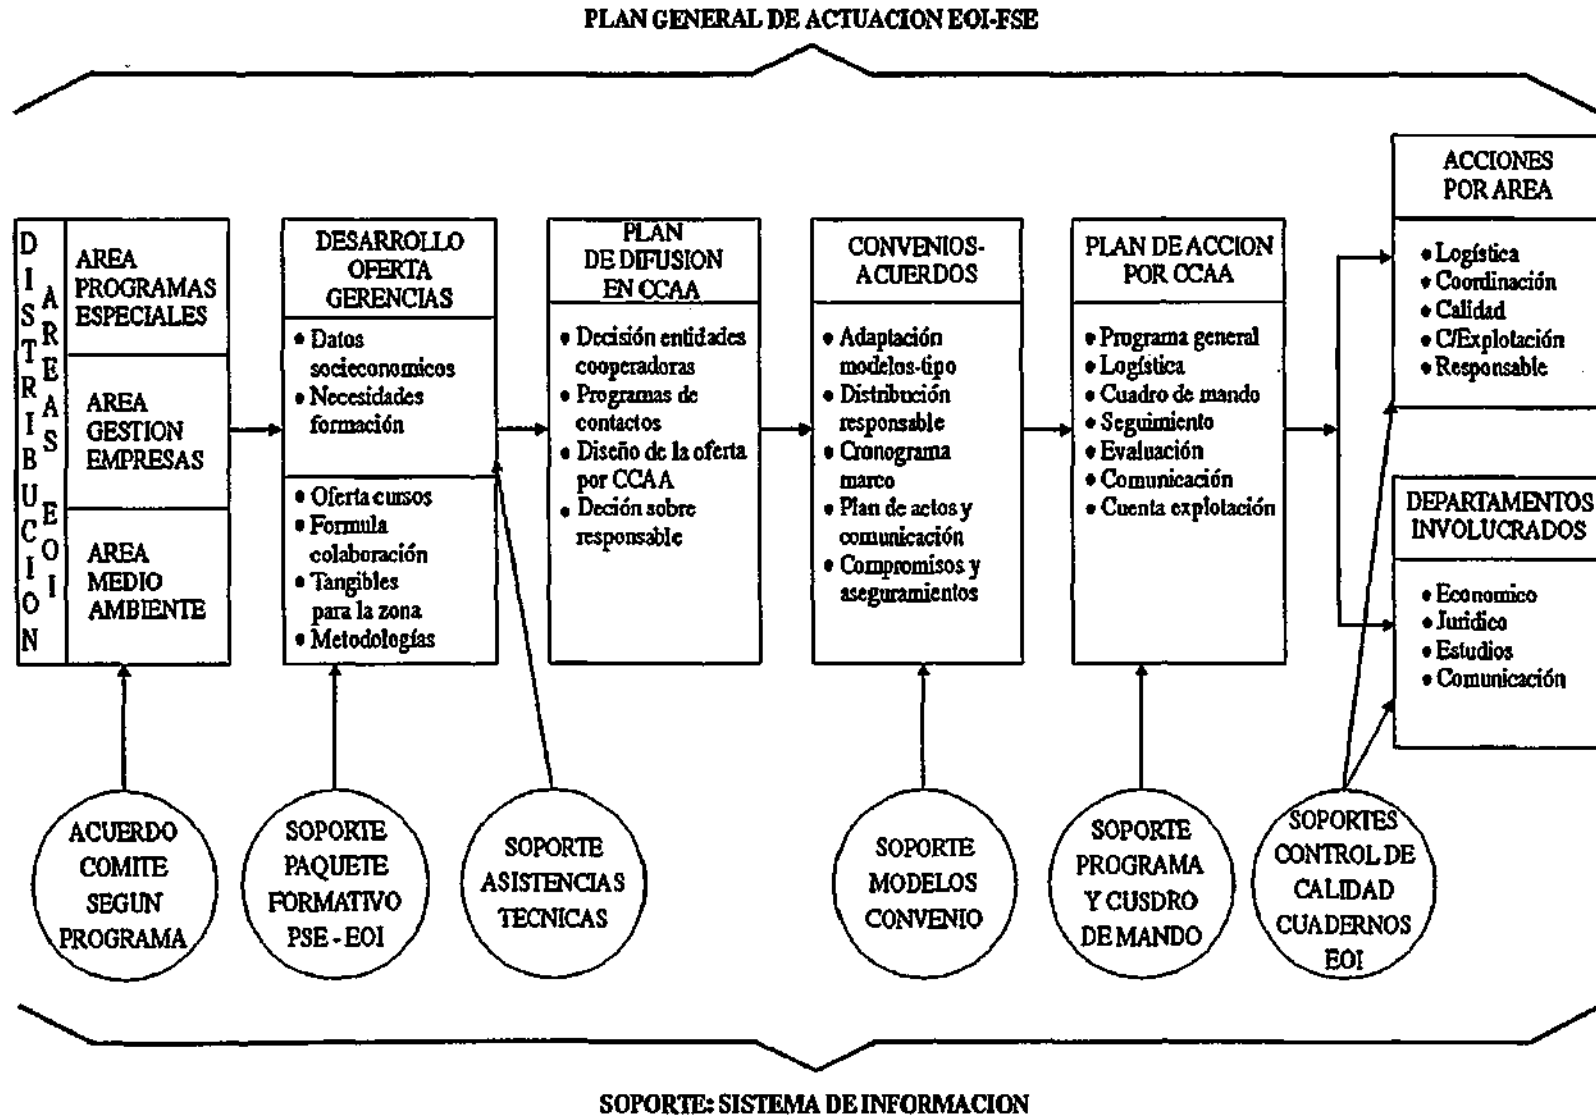 PLAN GENERAL DE ACTUACION EOI-FSE
DISTRIBUCION
AREAS EOI
AREA
PROGRAMAS
ESPECIALES
AREA
GESTION
EMPRESAS
AREA
MEDIO
AMBIENTE
DESARROLLO
OFERTA
GERENCIAS
• Datos
socieconomicos
• Necesidades
formación
• Oferta cursos
• Formula
colaboración
• Tangibles
para la zona
• Metodologías
PLAN
DE DIFUSION
EN CCAA
• Decisión entidades
cooperadoras
• Programas de
contactos
• Diseño de la oferta
por CCAA
• Deción sobre
responsable
CONVENIOS-
ACUERDOS
• Adaptación
modelos-tipo
• Distribución
responsable
• Cronograma
marco
• Plan de actos y
comunicación
• Compromisos y
aseguramientos
PLAN DE ACCION
POR CCAA
• Programa general
• Logística
• Cuadro de mando
• Seguimiento
• Evaluación
• Comunicación
• Cuenta explotación
ACCIONES
POR AREA
• Logística
• Coordinación
• Calidad
• C/Explotación
• Responsable
DEPARTAMENTOS
INVOLUCRADOS
• Economico
• Juridico
• Estudios
• Comunicación
ACUERDO
COMITE
SEGUN
PROGRAMA
SOPORTE
PAQUETE
FORMATIVO
PSE - EOI
SOPORTE
ASISTENCIAS
TECNICAS
SOPORTE
MODELOS
CONVENIO
SOPORTE
PROGRAMA
Y CUSDRO
DE MANDO
SOPORTES
CONTROL DE
CALIDAD
CUADERNOS
EOI
SOPORTE: SISTEMA DE INFORMACION